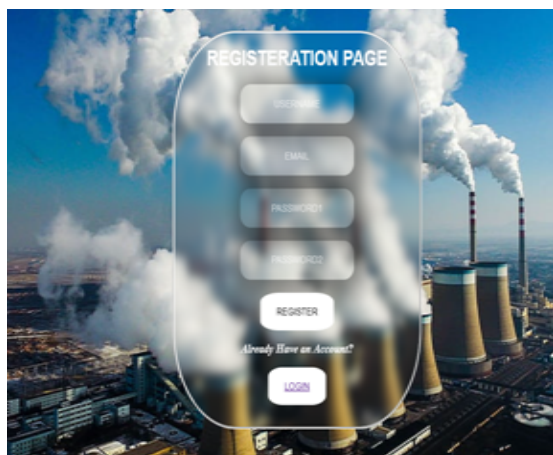 REGISTERATION PAGE
USERNAME
EMAIL
PASSWORD1
PASSWORD2
REGISTER
Already Have an Account?
LOGIN